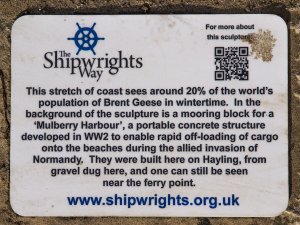 The
Shipwrights
Way
For more about
this sculpture
This stretch of coast sees around 20% of the world's
population of Brent Geese in wintertime.  In the
background of the sculpture is a mooring block for a
'Mulberry Harbour', a portable concrete structure
developed in WW2 to enable rapid off-loading of cargo
onto the beaches during the allied invasion of
Normandy.  They were built here on Hayling, from
gravel dug here, and one can still be seen
near the ferry point.
www.shipwrights.org.uk